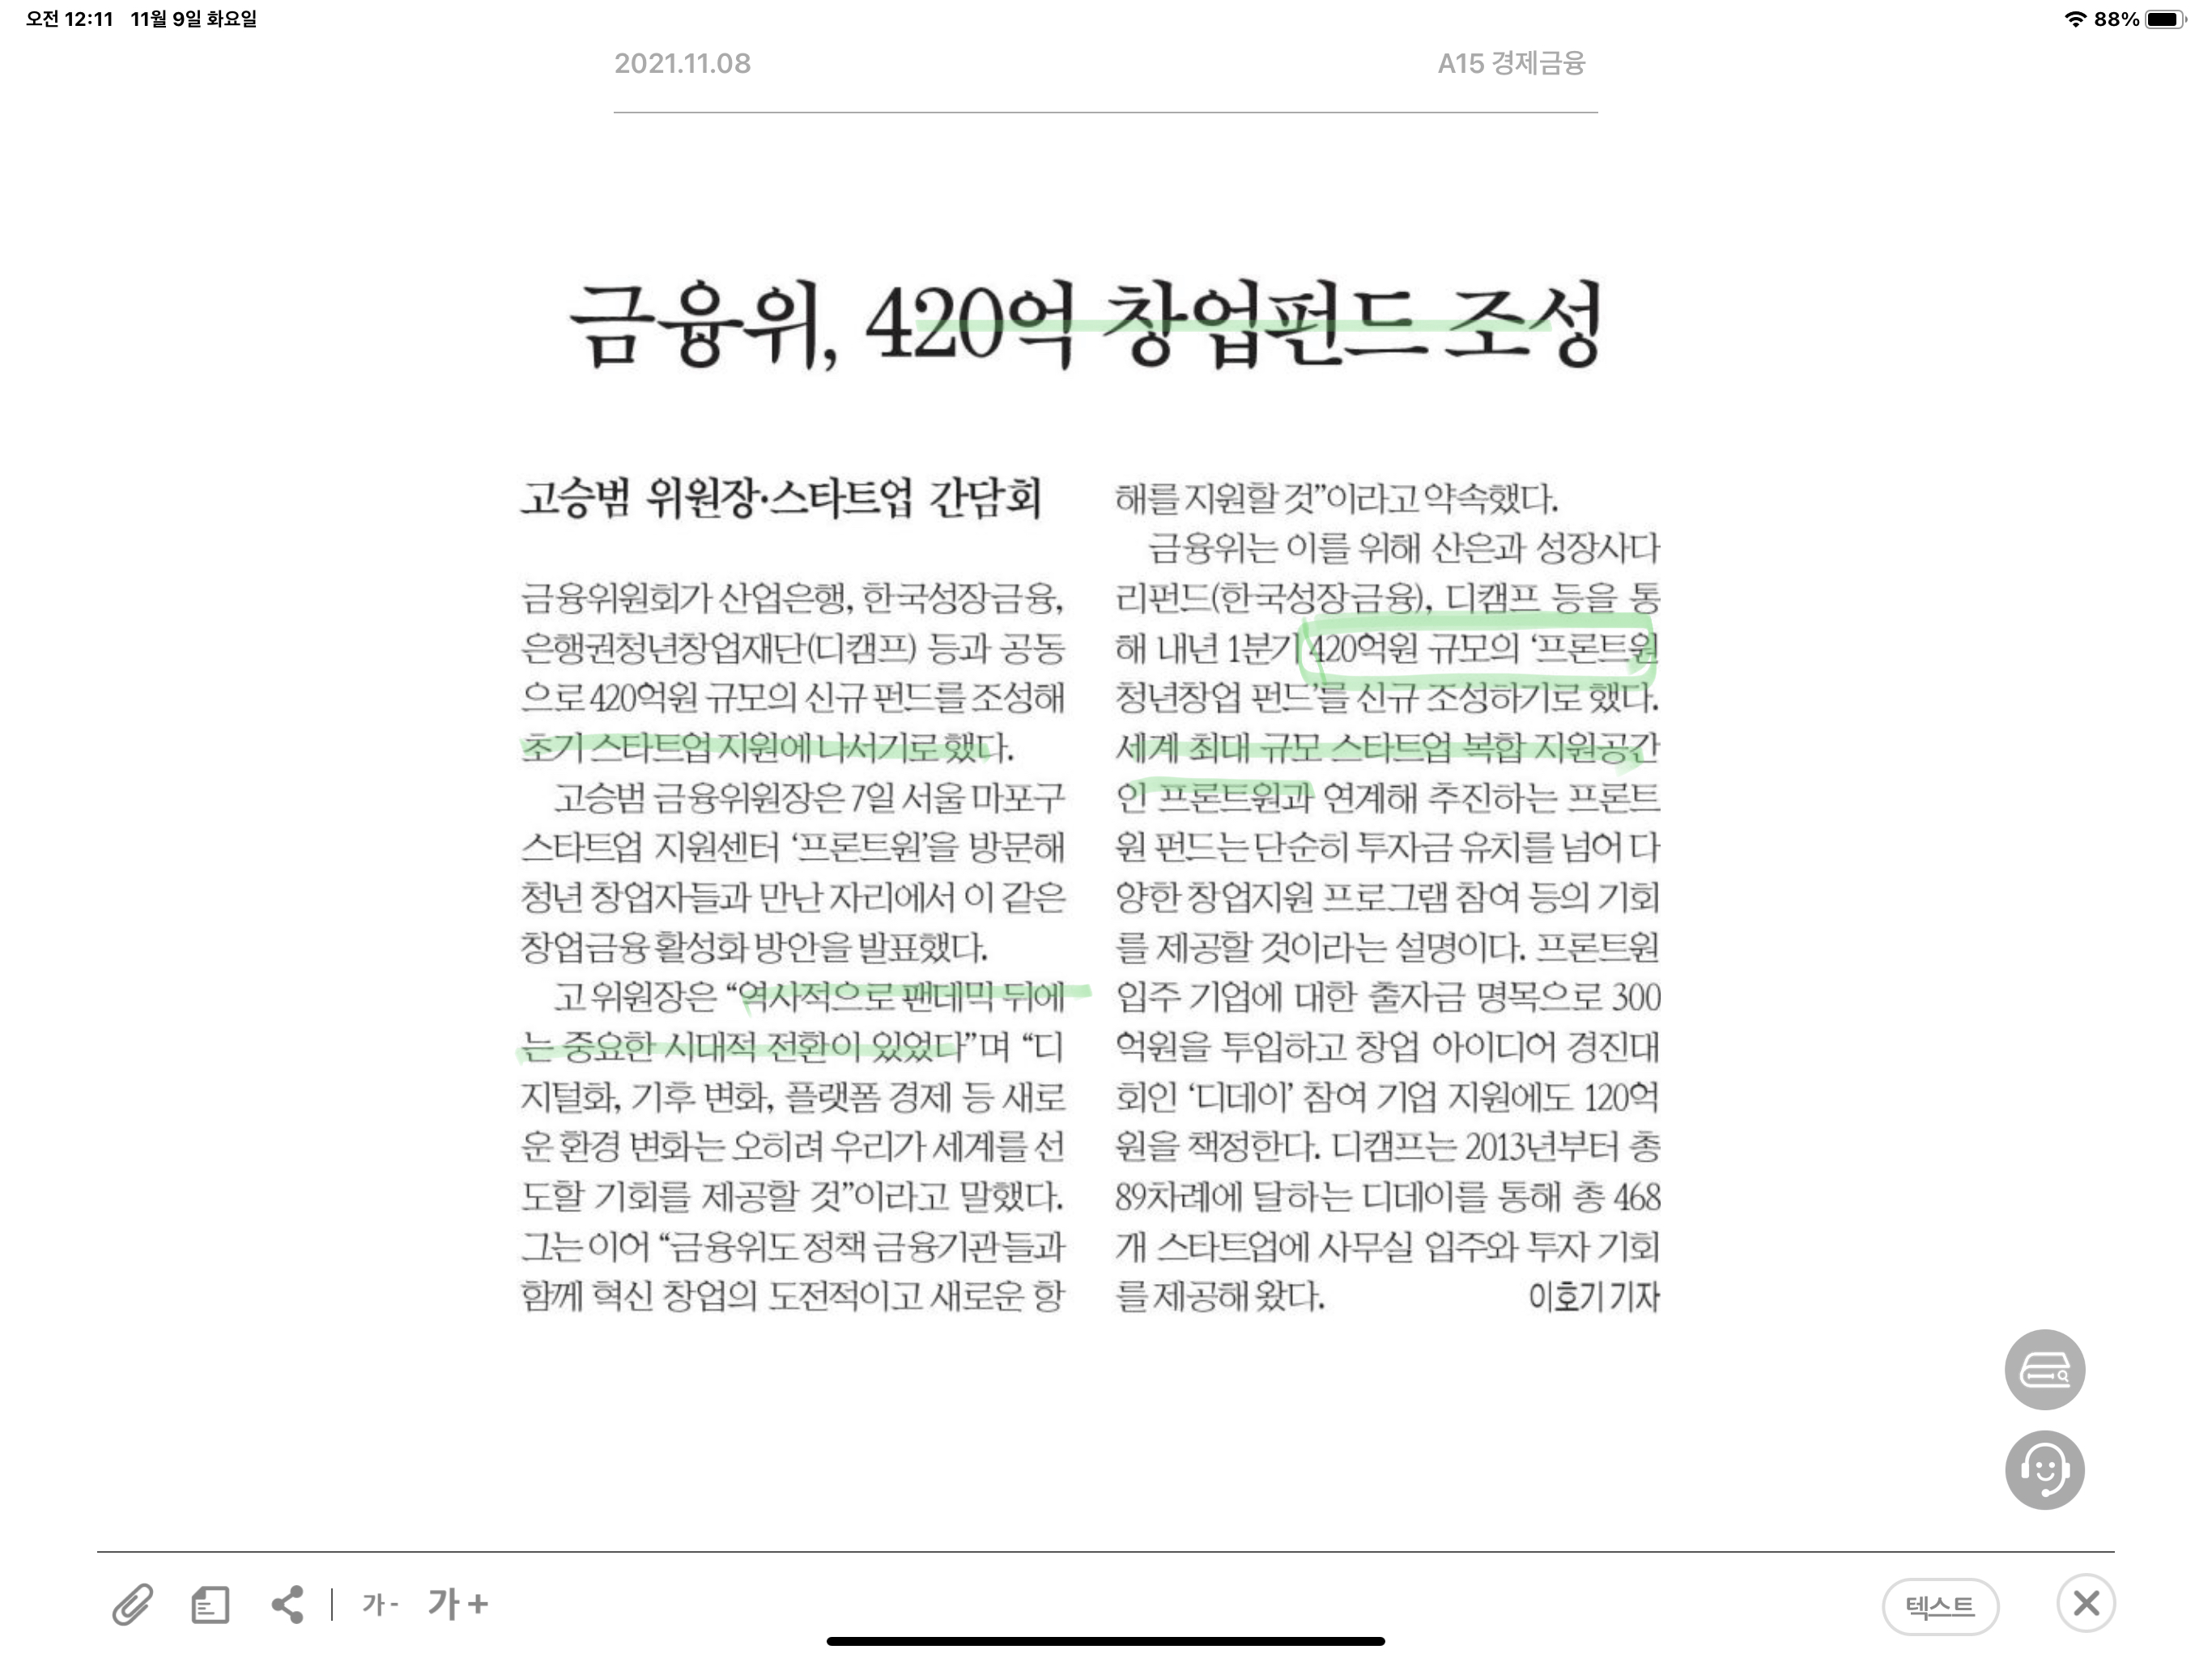 오전 12:11 11월 9일 화요일
88%
2021.11.08
A15 경제금융
금융위, 420억 창업펀드 조성
고승범 위원장·스타트업 간담회
금융위원회가 산업은행, 한국성장금융,
은행권청년창업재단(디캠프) 등과 공동
으로 420억원 규모의 신규 펀드를 조성해
초기 스타트업 지원에 나서기로 했다.
고승범 금융위원장은 7일 서울 마포구
스타트업 지원센터 ‘프론트원’을 방문해
청년 창업자들과 만난 자리에서 이 같은
창업금융 활성화 방안을 발표했다.
고 위원장은 “역사적으로 팬데믹 뒤에
는 중요한 시대적 전환이 있었다”며 “디
지털화, 기후 변화, 플랫폼 경제 등 새로
운 환경 변화는 오히려 우리가 세계를 선
도할 기회를 제공할 것”이라고 말했다.
그는 이어 “금융위도 정책 금융기관들과
함께 혁신 창업의 도전적이고 새로운 항
해를 지원할 것”이라고 약속했다.
금융위는 이를 위해 산은과 성장사다
리펀드(한국성장금융), 디캠프 등을 통
해 내년 1분기 420억원 규모의 ‘프론트원
청년창업 펀드’를 신규 조성하기로 했다.
세계 최대 규모 스타트업 복합 지원공간
인 프론트원과 연계해 추진하는 프론트
원 펀드는 단순히 투자금 유치를 넘어 다
양한 창업지원 프로그램 참여 등의 기회
를 제공할 것이라는 설명이다. 프론트원
입주 기업에 대한 출자금 명목으로 300
억원을 투입하고 창업 아이디어 경진대
회인 ‘디데이’ 참여 기업 지원에도 120억
원을 책정한다. 디캠프는 2013년부터 총
89차례에 달하는 디데이를 통해 총 468
개 스타트업에 사무실 입주와 투자 기회
를 제공해 왔다. 이호기 기자
가- 가+
텍스트